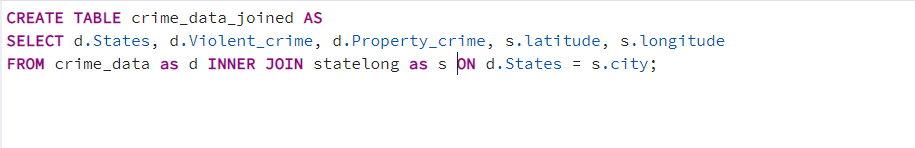 CREATE TABLE crime_data_joined AS
SELECT d.States, d.Violent_crime, d.Property_crime, s.latitude, s.longitude
FROM crime_data as d INNER JOIN statelong as s ON d.States = s.city;